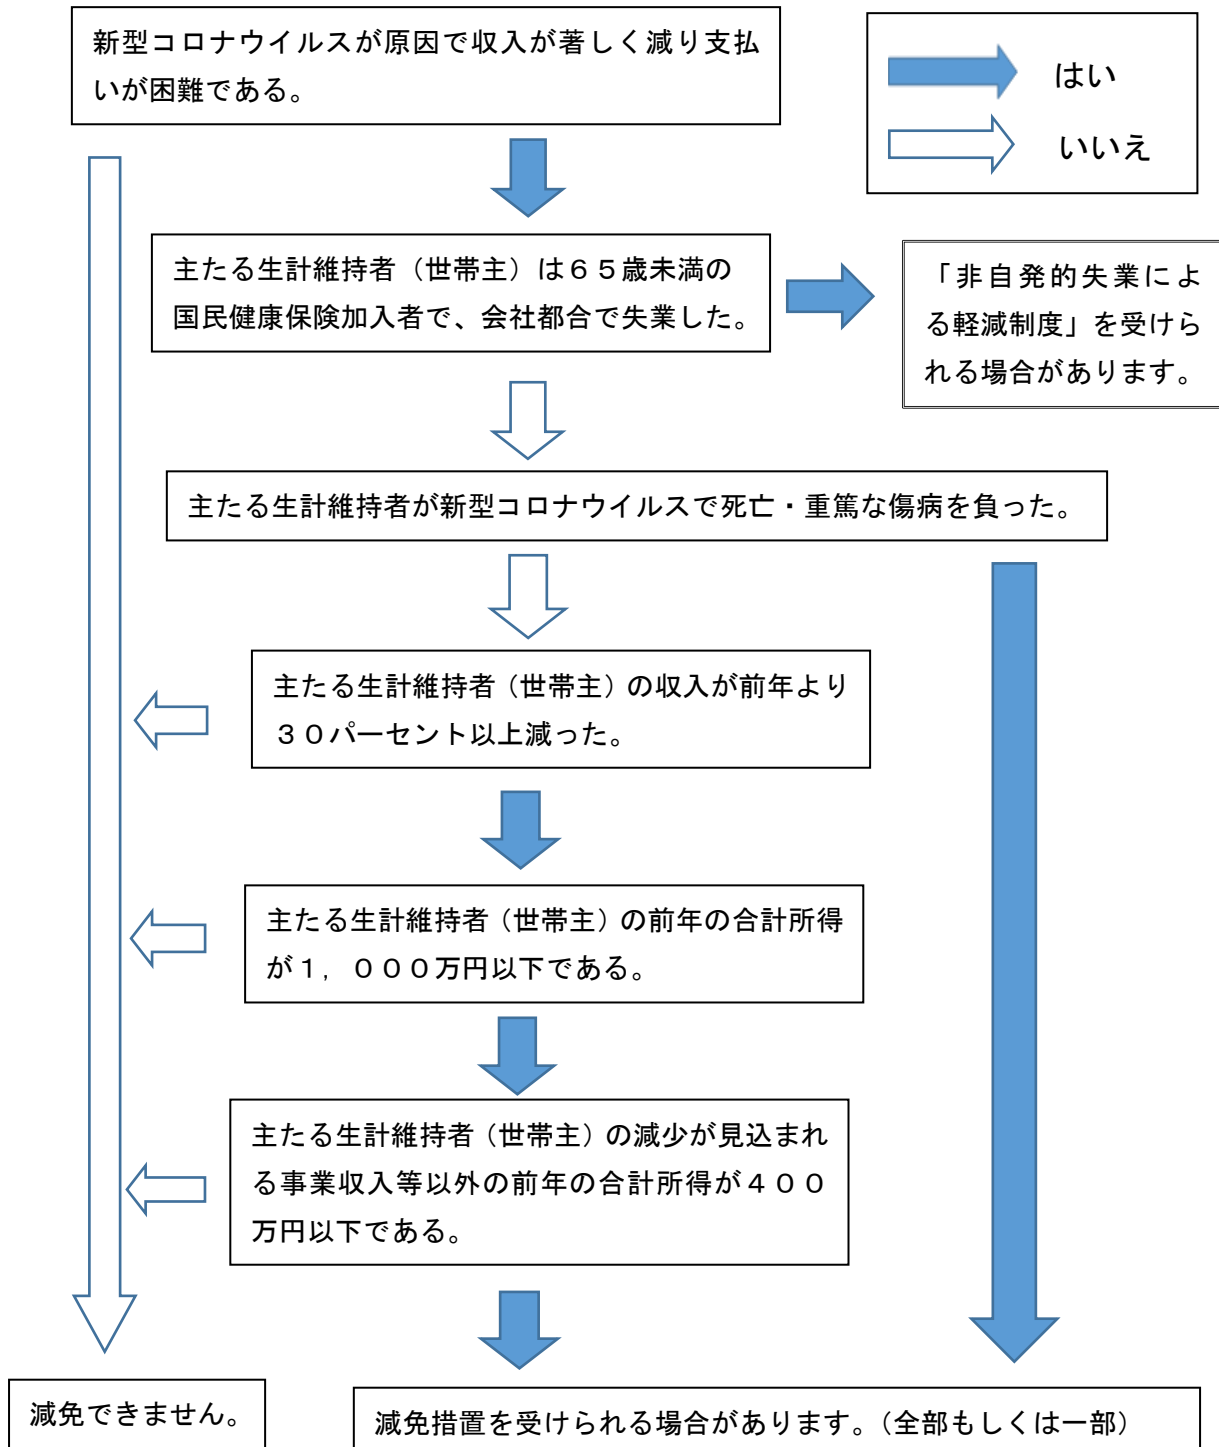 新型コロナウイルスが原因で収入が著しく減り支払
いが困難である。
はい
いいえ
主たる生計維持者（世帯主）は６５歳未満の
国民健康保険加入者で、会社都合で失業した。
「非自発的失業によ
る軽減制度」を受けら
れる場合があります。
主たる生計維持者が新型コロナウイルスで死亡・重篤な傷病を負った。
主たる生計維持者（世帯主）の収入が前年より
３０パーセント以上減った。
主たる生計維持者（世帯主）の前年の合計所得
が１，０００万円以下である。
主たる生計維持者（世帯主）の減少が見込まれ
る事業収入等以外の前年の合計所得が４００
万円以下である。
減免できません。
減免措置を受けられる場合があります。（全部もしくは一部）